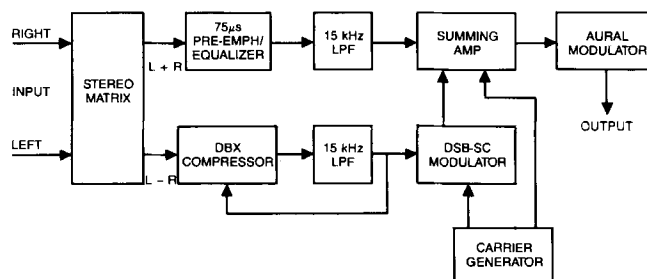 RIGHT
INPUT
LEFT
STEREO
MATRIX
L + R
L – R
75μs
PRE-EMPH/
EQUALIZER
15 kHz
LPF
SUMMING
AMP
AURAL
MODULATOR
OUTPUT
DBX
COMPRESSOR
15 kHz
LPF
DSB-SC
MODULATOR
CARRIER
GENERATOR